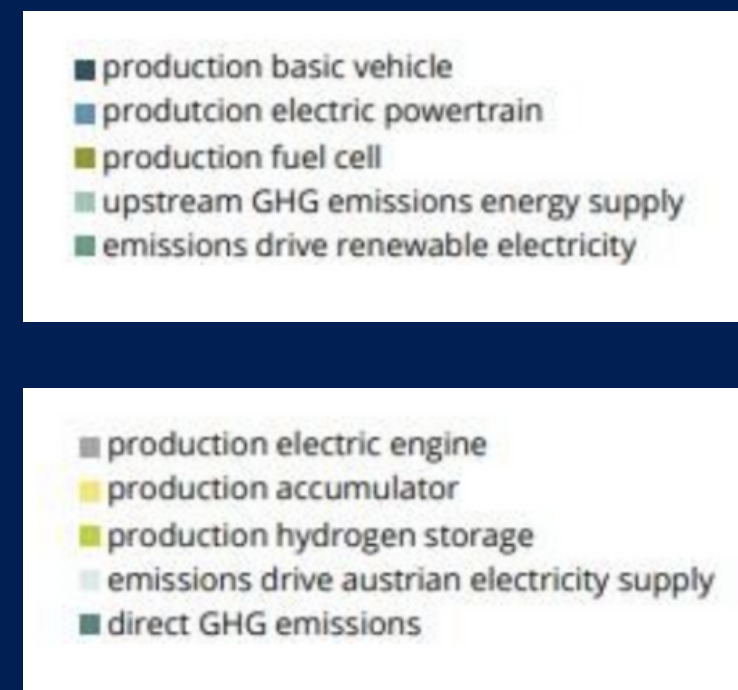 production basic vehicle
produtcion electric powertrain
production fuel cell
upstream GHG emissions energy supply
emissions drive renewable electricity
production electric engine
production accumulator
production hydrogen storage
emissions drive austrian electricity supply
direct GHG emissions